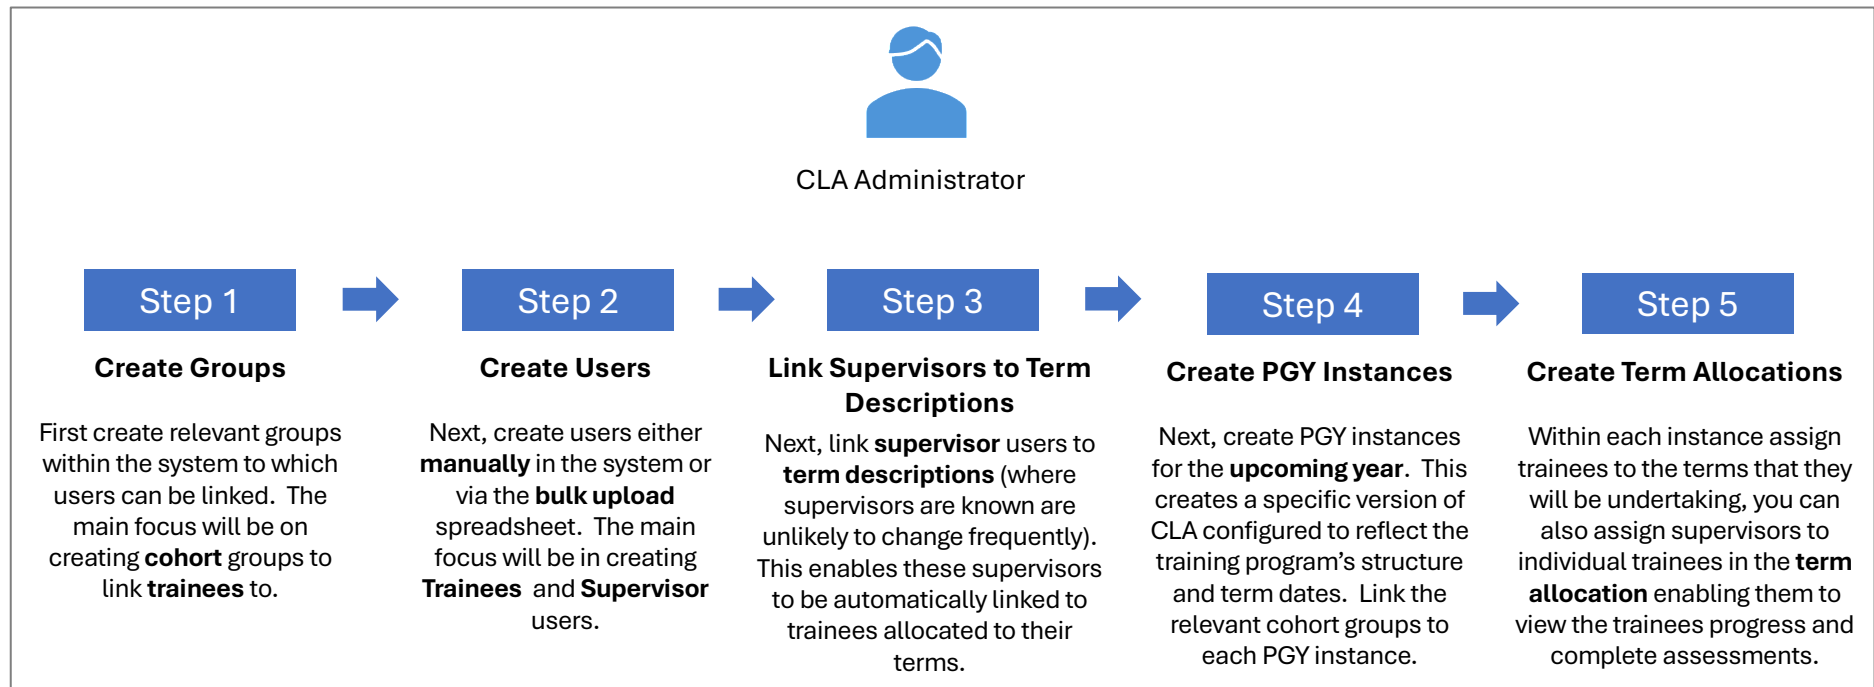 CLA Administrator
Step 1
Create Groups
First create relevant groups
within the system to which
users can be linked. The
main focus will be on
creating cohort groups to
link trainees to.
Step 2
Create Users
Next, create users either
manually in the system or
via the bulk upload
spreadsheet. The main
focus will be in creating
Trainees and Supervisor
users.
Step 3
Link Supervisors to Term
Descriptions
Next, link supervisor users to
term descriptions (where
supervisors are known are
unlikely to change frequently).
This enables these supervisors
to be automatically linked to
trainees allocated to their
terms.
Step 4
Create PGY Instances
Next, create PGY instances
for the upcoming year. This
creates a specific version of
CLA configured to reflect the
training program’s structure
and term dates. Link the
relevant cohort groups to
each PGY instance.
Step 5
Create Term Allocations
Within each instance assign
trainees to the terms that they
will be undertaking, you can
also assign supervisors to
individual trainees in the term
allocation enabling them to
view the trainees progress and
complete assessments.